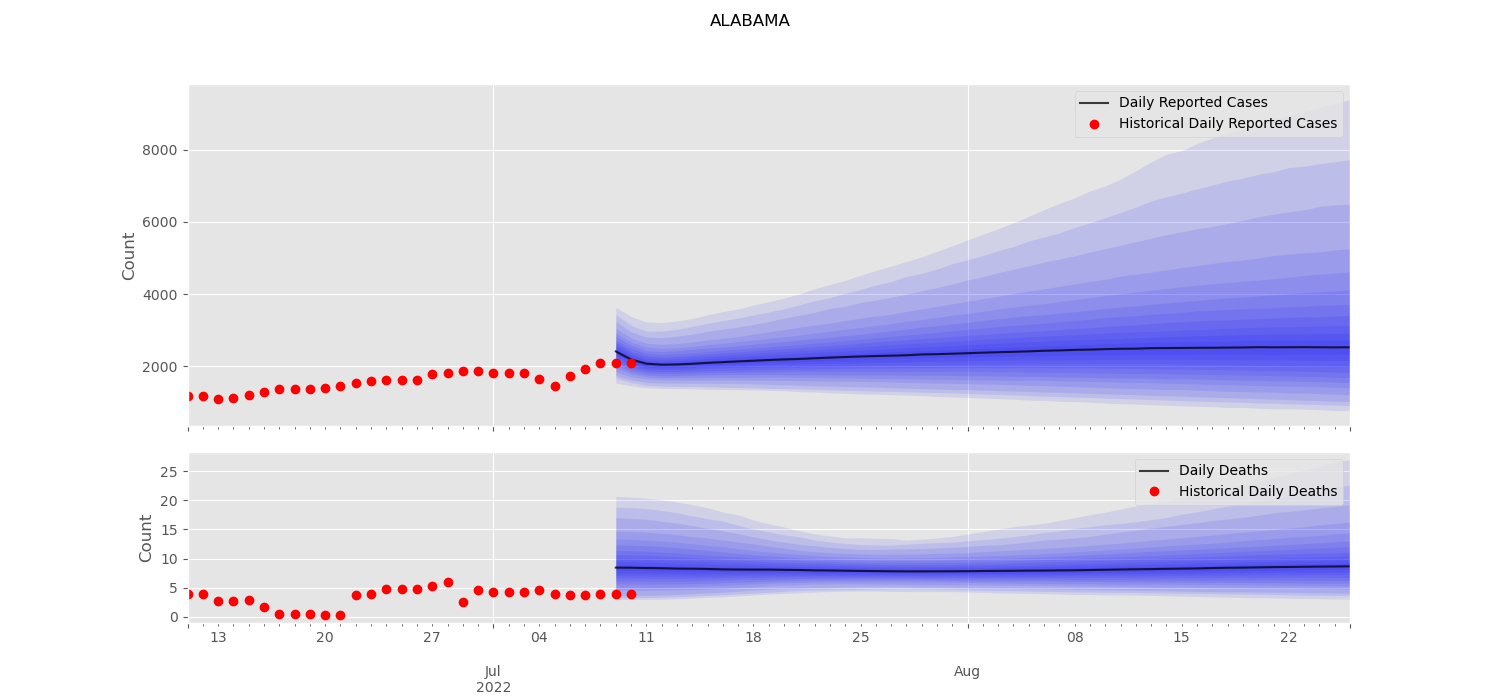 ALABAMA
Daily Reported Cases
Historical Daily Reported Cases
Count
8000
6000
4000
2000
Daily Deaths
Historical Daily Deaths
Count
25
20
15
10
5
0
13 20 27 04 11 18 25 08 15 22
Jul Aug
2022